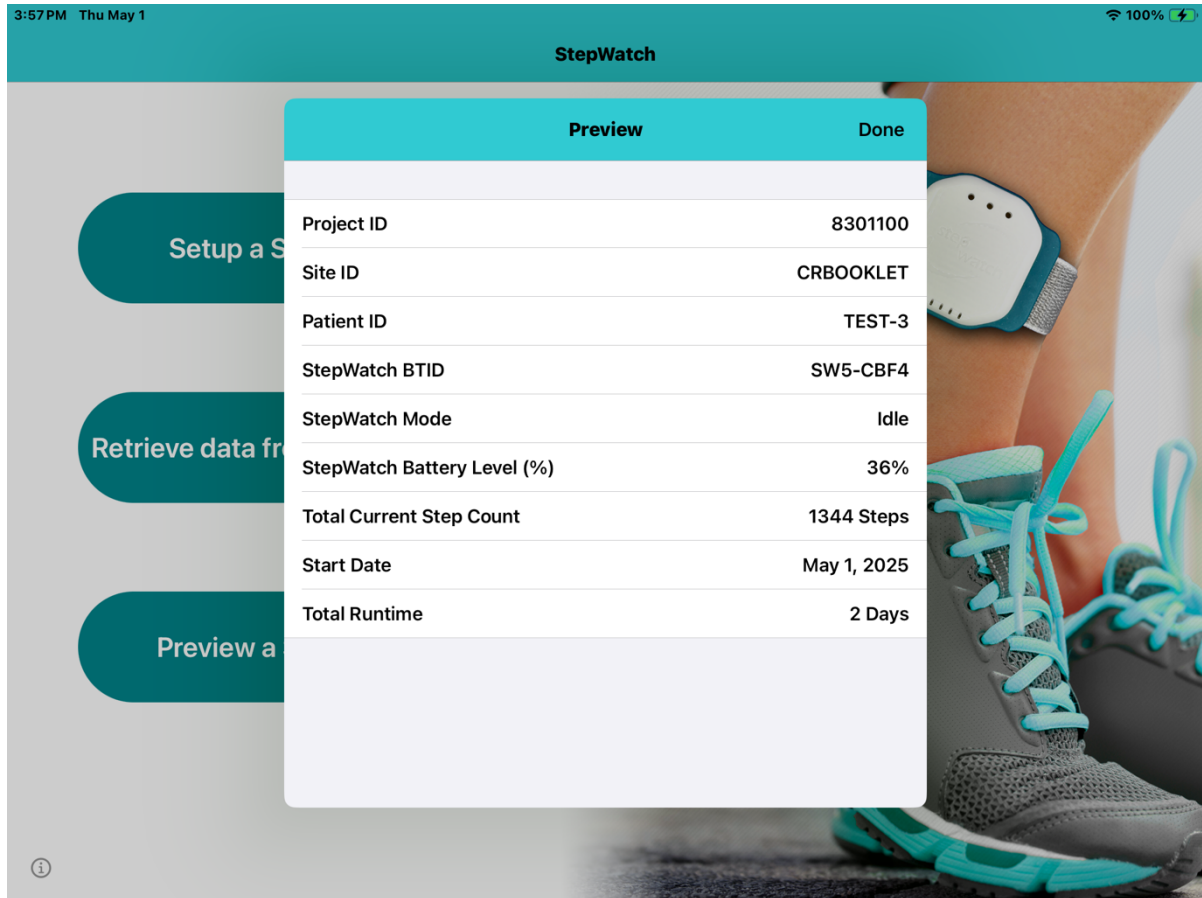 3:57 PM Thu May 1
100%
StepWatch
Preview
Done
Setup a S
Retrieve data fr
Preview a
Project ID 8301100
Site ID CRBOOKLET
Patient ID TEST-3
StepWatch BTID SW5-CBF4
StepWatch Mode Idle
StepWatch Battery Level (%) 36%
Total Current Step Count 1344 Steps
Start Date May 1, 2025
Total Runtime 2 Days